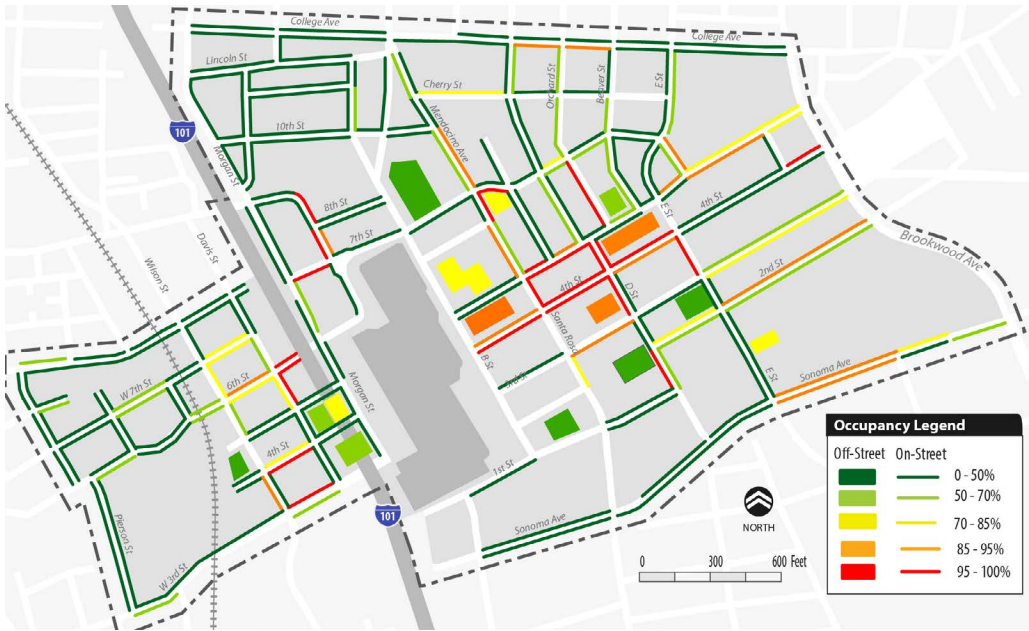 College Ave
College Ave
Lincoln St
Cherry St
Orchard St
Beaver St
E St
Mendocino Ave
101
10th St
Morgan St
8th St
7th St
4th St
E St
Davis St
Wilson St
Brookwood Ave
4th St
2nd St
D St
Santa Rosa
B St
3rd St
W 7th St
6th St
Morgan St
E St
Sonoma Ave
4th St
1st St
Pierson St
101
Sonoma Ave
W 3rd St
NORTH
0 300 600 Feet
Occupancy Legend
Off-Street On-Street
0 - 50%
50 - 70%
70 - 85%
85 - 95%
95 - 100%